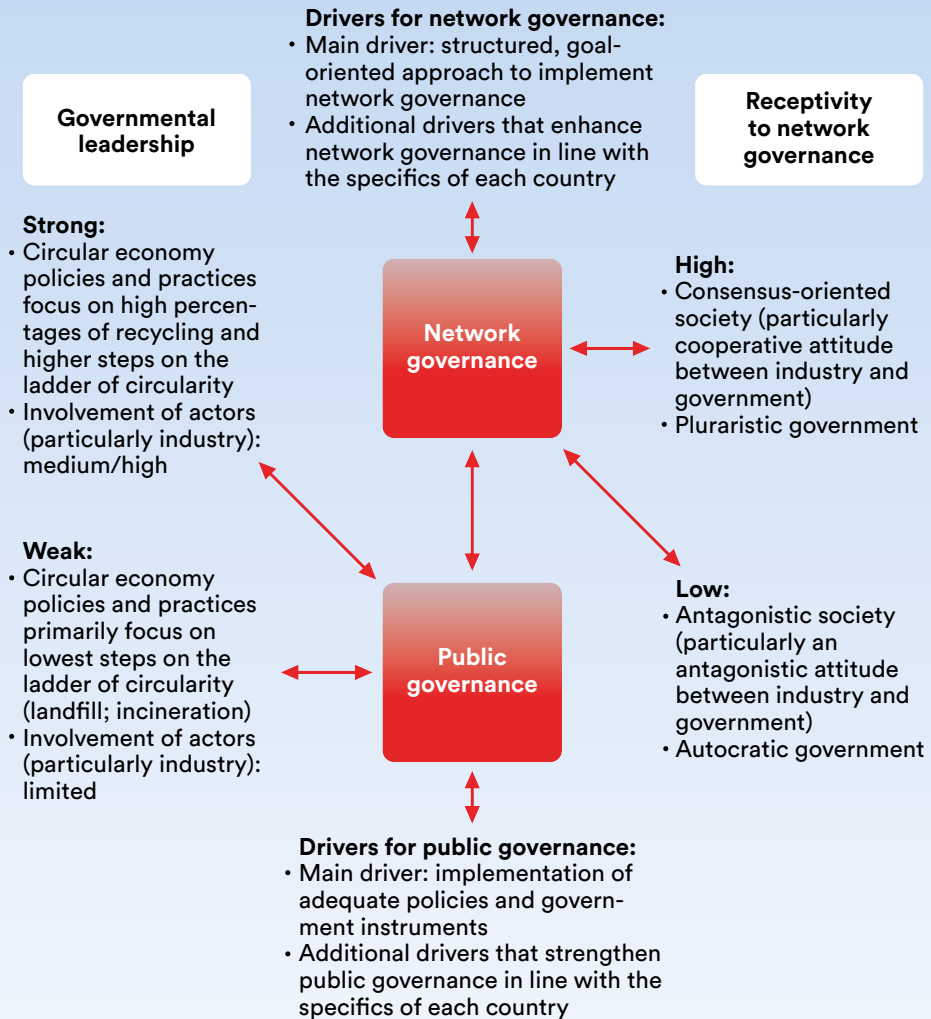 Drivers for network governance:
• Main driver: structured, goal-
oriented approach to implement
network governance
• Additional drivers that enhance
network governance in line with
the specifics of each country
Governmental
leadership
Receptivity
to network
governance
Strong:
• Circular economy
policies and practices
focus on high percen-
tages of recycling and
higher steps on the
ladder of circularity
• Involvement of actors
(particularly industry):
medium/high
Network
governance
High:
• Consensus-oriented
society (particularly
cooperative attitude
between industry and
government)
• Pluraristic government
Weak:
• Circular economy
policies and practices
primarily focus on
lowest steps on the
ladder of circularity
(landfill; incineration)
• Involvement of actors
(particularly industry):
limited
Public
governance
Low:
• Antagonistic society
(particularly an
antagonistic attitude
between industry and
government)
• Autocratic government
Drivers for public governance:
• Main driver: implementation of
adequate policies and govern-
ment instruments
• Additional drivers that strengthen
public governance in line with the
specifics of each country